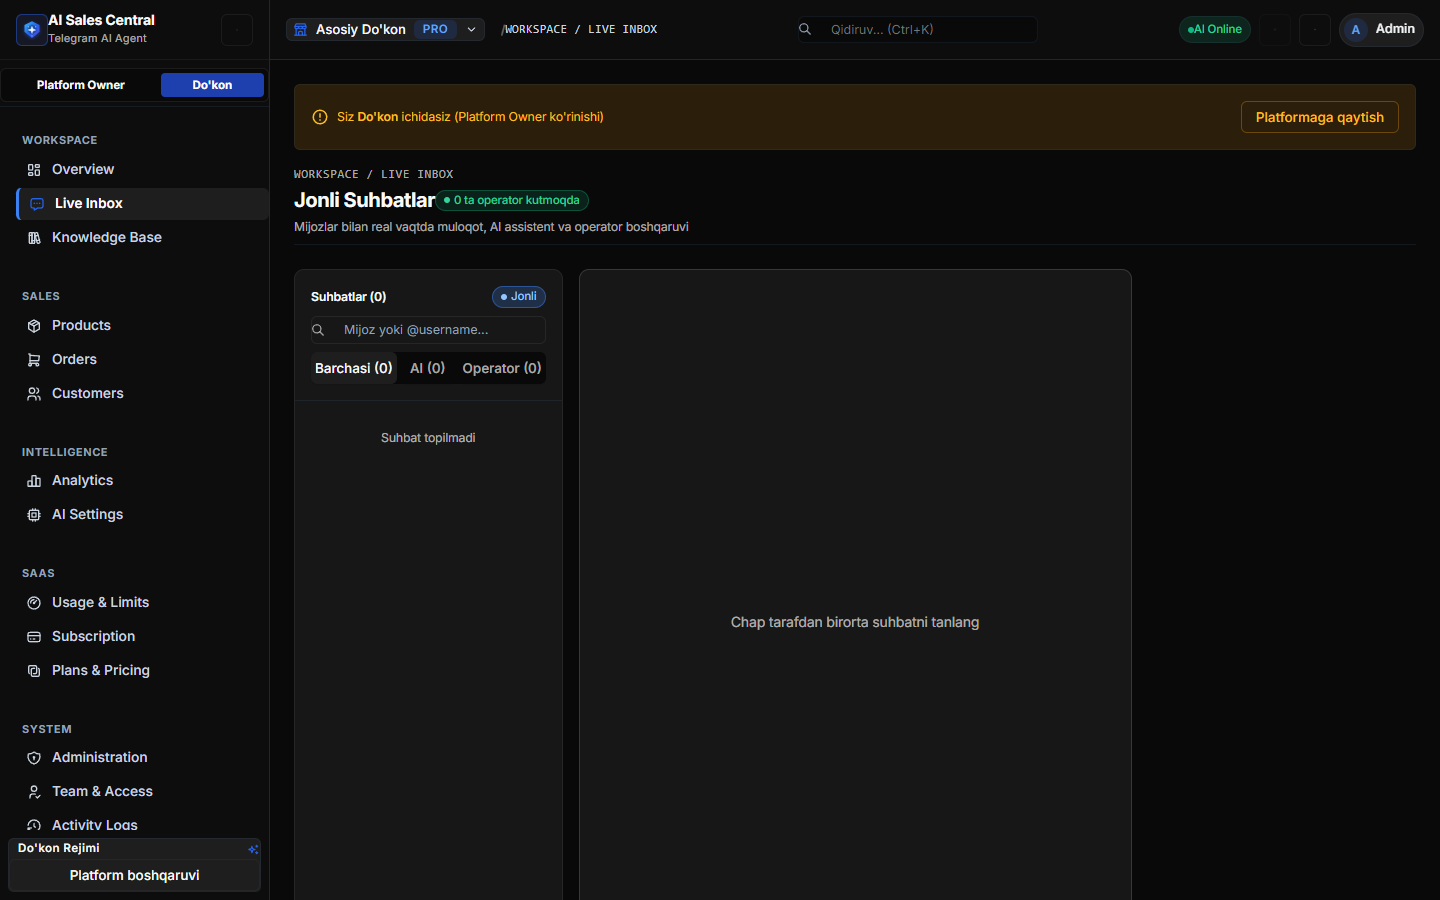 AI Sales Central
Telegram AI Agent
Platform Owner
Do'kon
WORKSPACE
Overview
Live Inbox
Knowledge Base
SALES
Products
Orders
Customers
INTELLIGENCE
Analytics
AI Settings
SAAS
Usage & Limits
Subscription
Plans & Pricing
SYSTEM
Administration
Team & Access
Activity Logs
Do'kon Rejimi
Platform boshqaruvi
Asosiy Do'kon PRO
/WORKSPACE / LIVE INBOX
Qidiruv... (Ctrl+K)
AI Online
A Admin
Siz Do'kon ichidasiz (Platform Owner ko'rinishi)
Platformaga qaytish
WORKSPACE / LIVE INBOX
Jonli Suhbatlar
0 ta operator kutmoqda
Mijozlar bilan real vaqtda muloqot, AI assistent va operator boshqaruvi
Suhbatlar (0)
Jonli
Mijoz yoki @username...
Barchasi (0) AI (0) Operator (0)
Suhbat topilmadi
Chap tarafdan birorta suhbatni tanlang